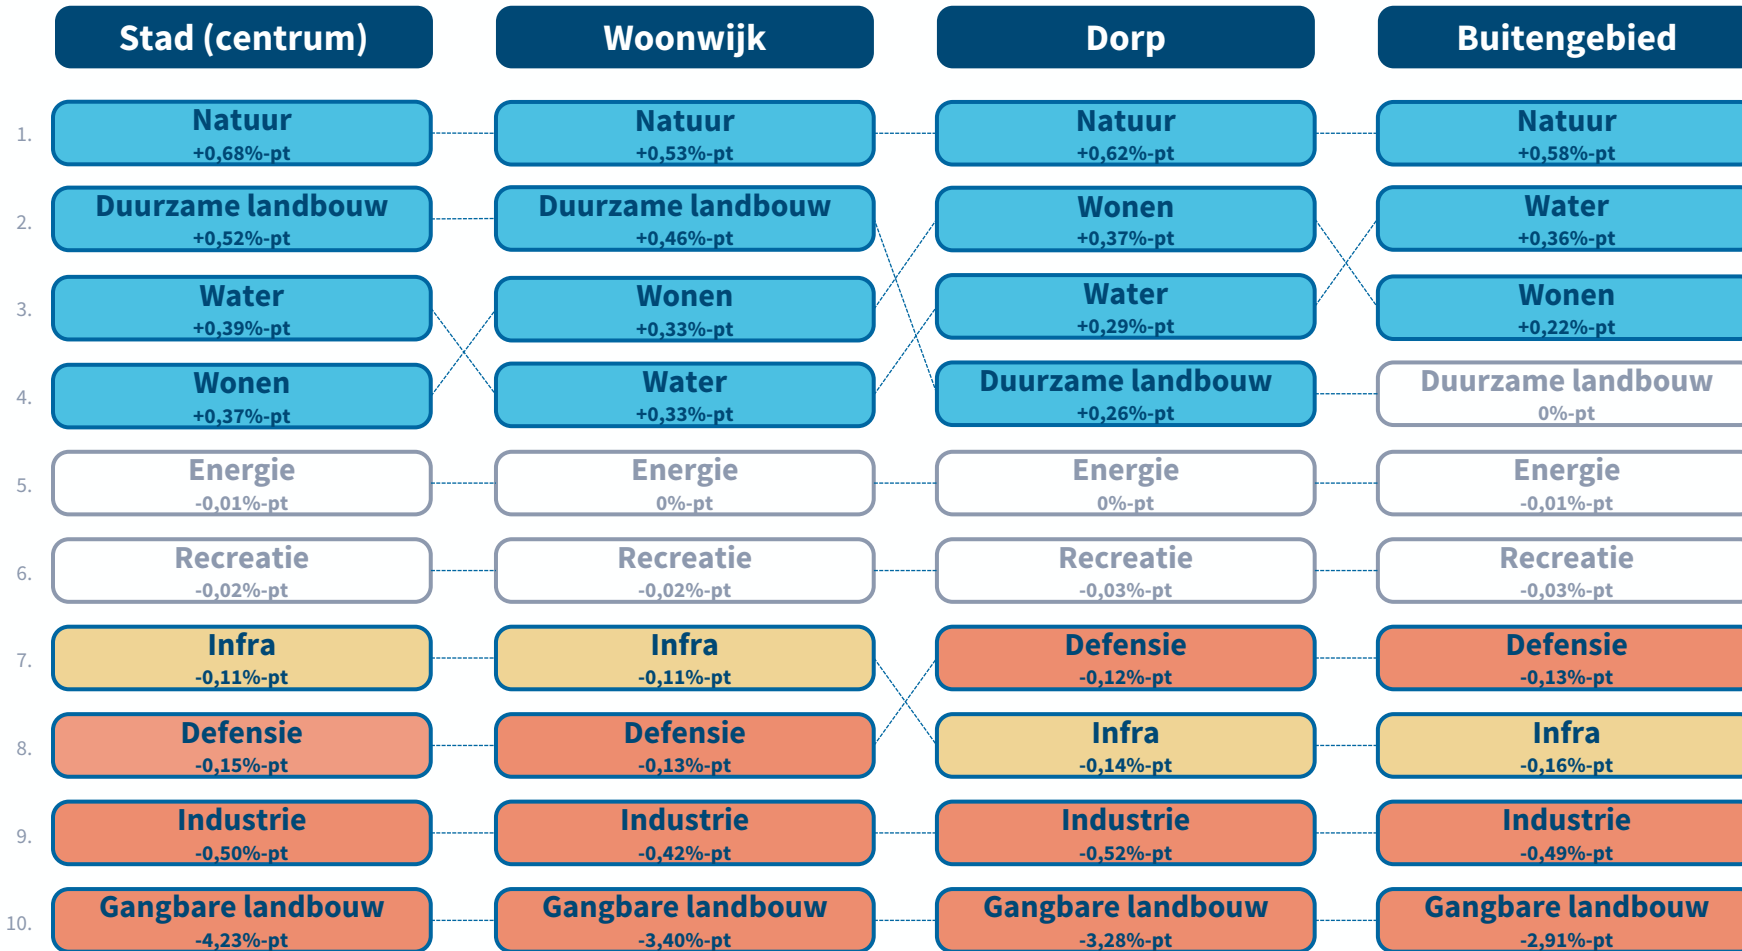 Stad (centrum) Woonwijk Dorp Buitengebied
1. Natuur Natuur Natuur Natuur
+0,68%-pt +0,53%-pt +0,62%-pt +0,58%-pt
2. Duurzame landbouw Duurzame landbouw Wonen Water
+0,52%-pt +0,46%-pt +0,37%-pt +0,36%-pt
3. Water Wonen Water Wonen
+0,39%-pt +0,33%-pt +0,29%-pt +0,22%-pt
4. Wonen Water Duurzame landbouw Duurzame landbouw
+0,37%-pt +0,33%-pt +0,26%-pt 0%-pt
5. Energie Energie Energie Energie
-0,01%-pt 0%-pt 0%-pt -0,01%-pt
6. Recreatie Recreatie Recreatie Recreatie
-0,02%-pt -0,02%-pt -0,03%-pt -0,03%-pt
7. Infra Infra Defensie Defensie
-0,11%-pt -0,11%-pt -0,12%-pt -0,13%-pt
8. Defensie Defensie Infra Infra
-0,15%-pt -0,13%-pt -0,14%-pt -0,16%-pt
9. Industrie Industrie Industrie Industrie
-0,50%-pt -0,42%-pt -0,52%-pt -0,49%-pt
10. Gangbare landbouw Gangbare landbouw Gangbare landbouw Gangbare landbouw
-4,23%-pt -3,40%-pt -3,28%-pt -2,91%-pt